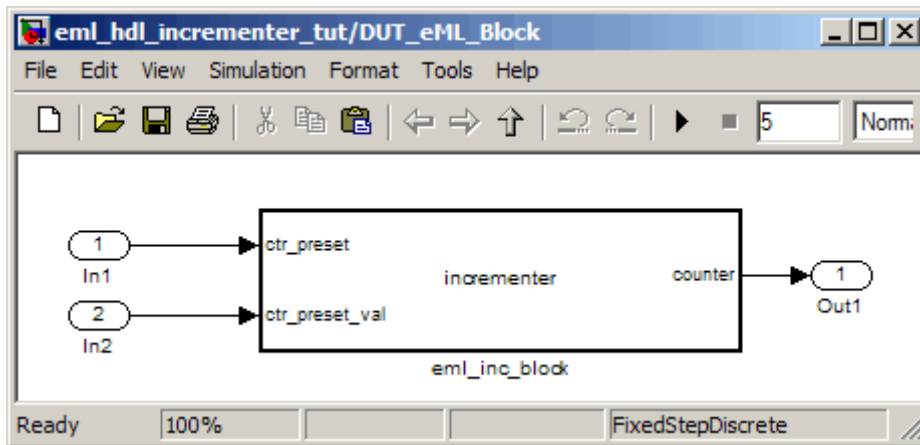 eml_hdl_incrementer_tut/DUT_eML_Block
File Edit View Simulation Format Tools Help
5 Norma
1 ctr_preset
In1
incrementer
counter 1
Out1
2 ctr_preset_val
In2
eml_inc_block
Ready 100% FixedStepDiscrete